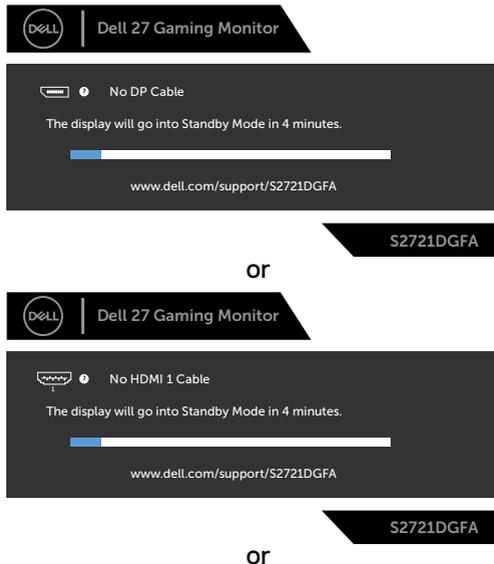 DELL
Dell 27 Gaming Monitor
? No DP Cable
The display will go into Standby Mode in 4 minutes.
www.dell.com/support/S2721DGFA
S2721DGFA
or
DELL
Dell 27 Gaming Monitor
1
? No HDMI 1 Cable
The display will go into Standby Mode in 4 minutes.
www.dell.com/support/S2721DGFA
S2721DGFA
or